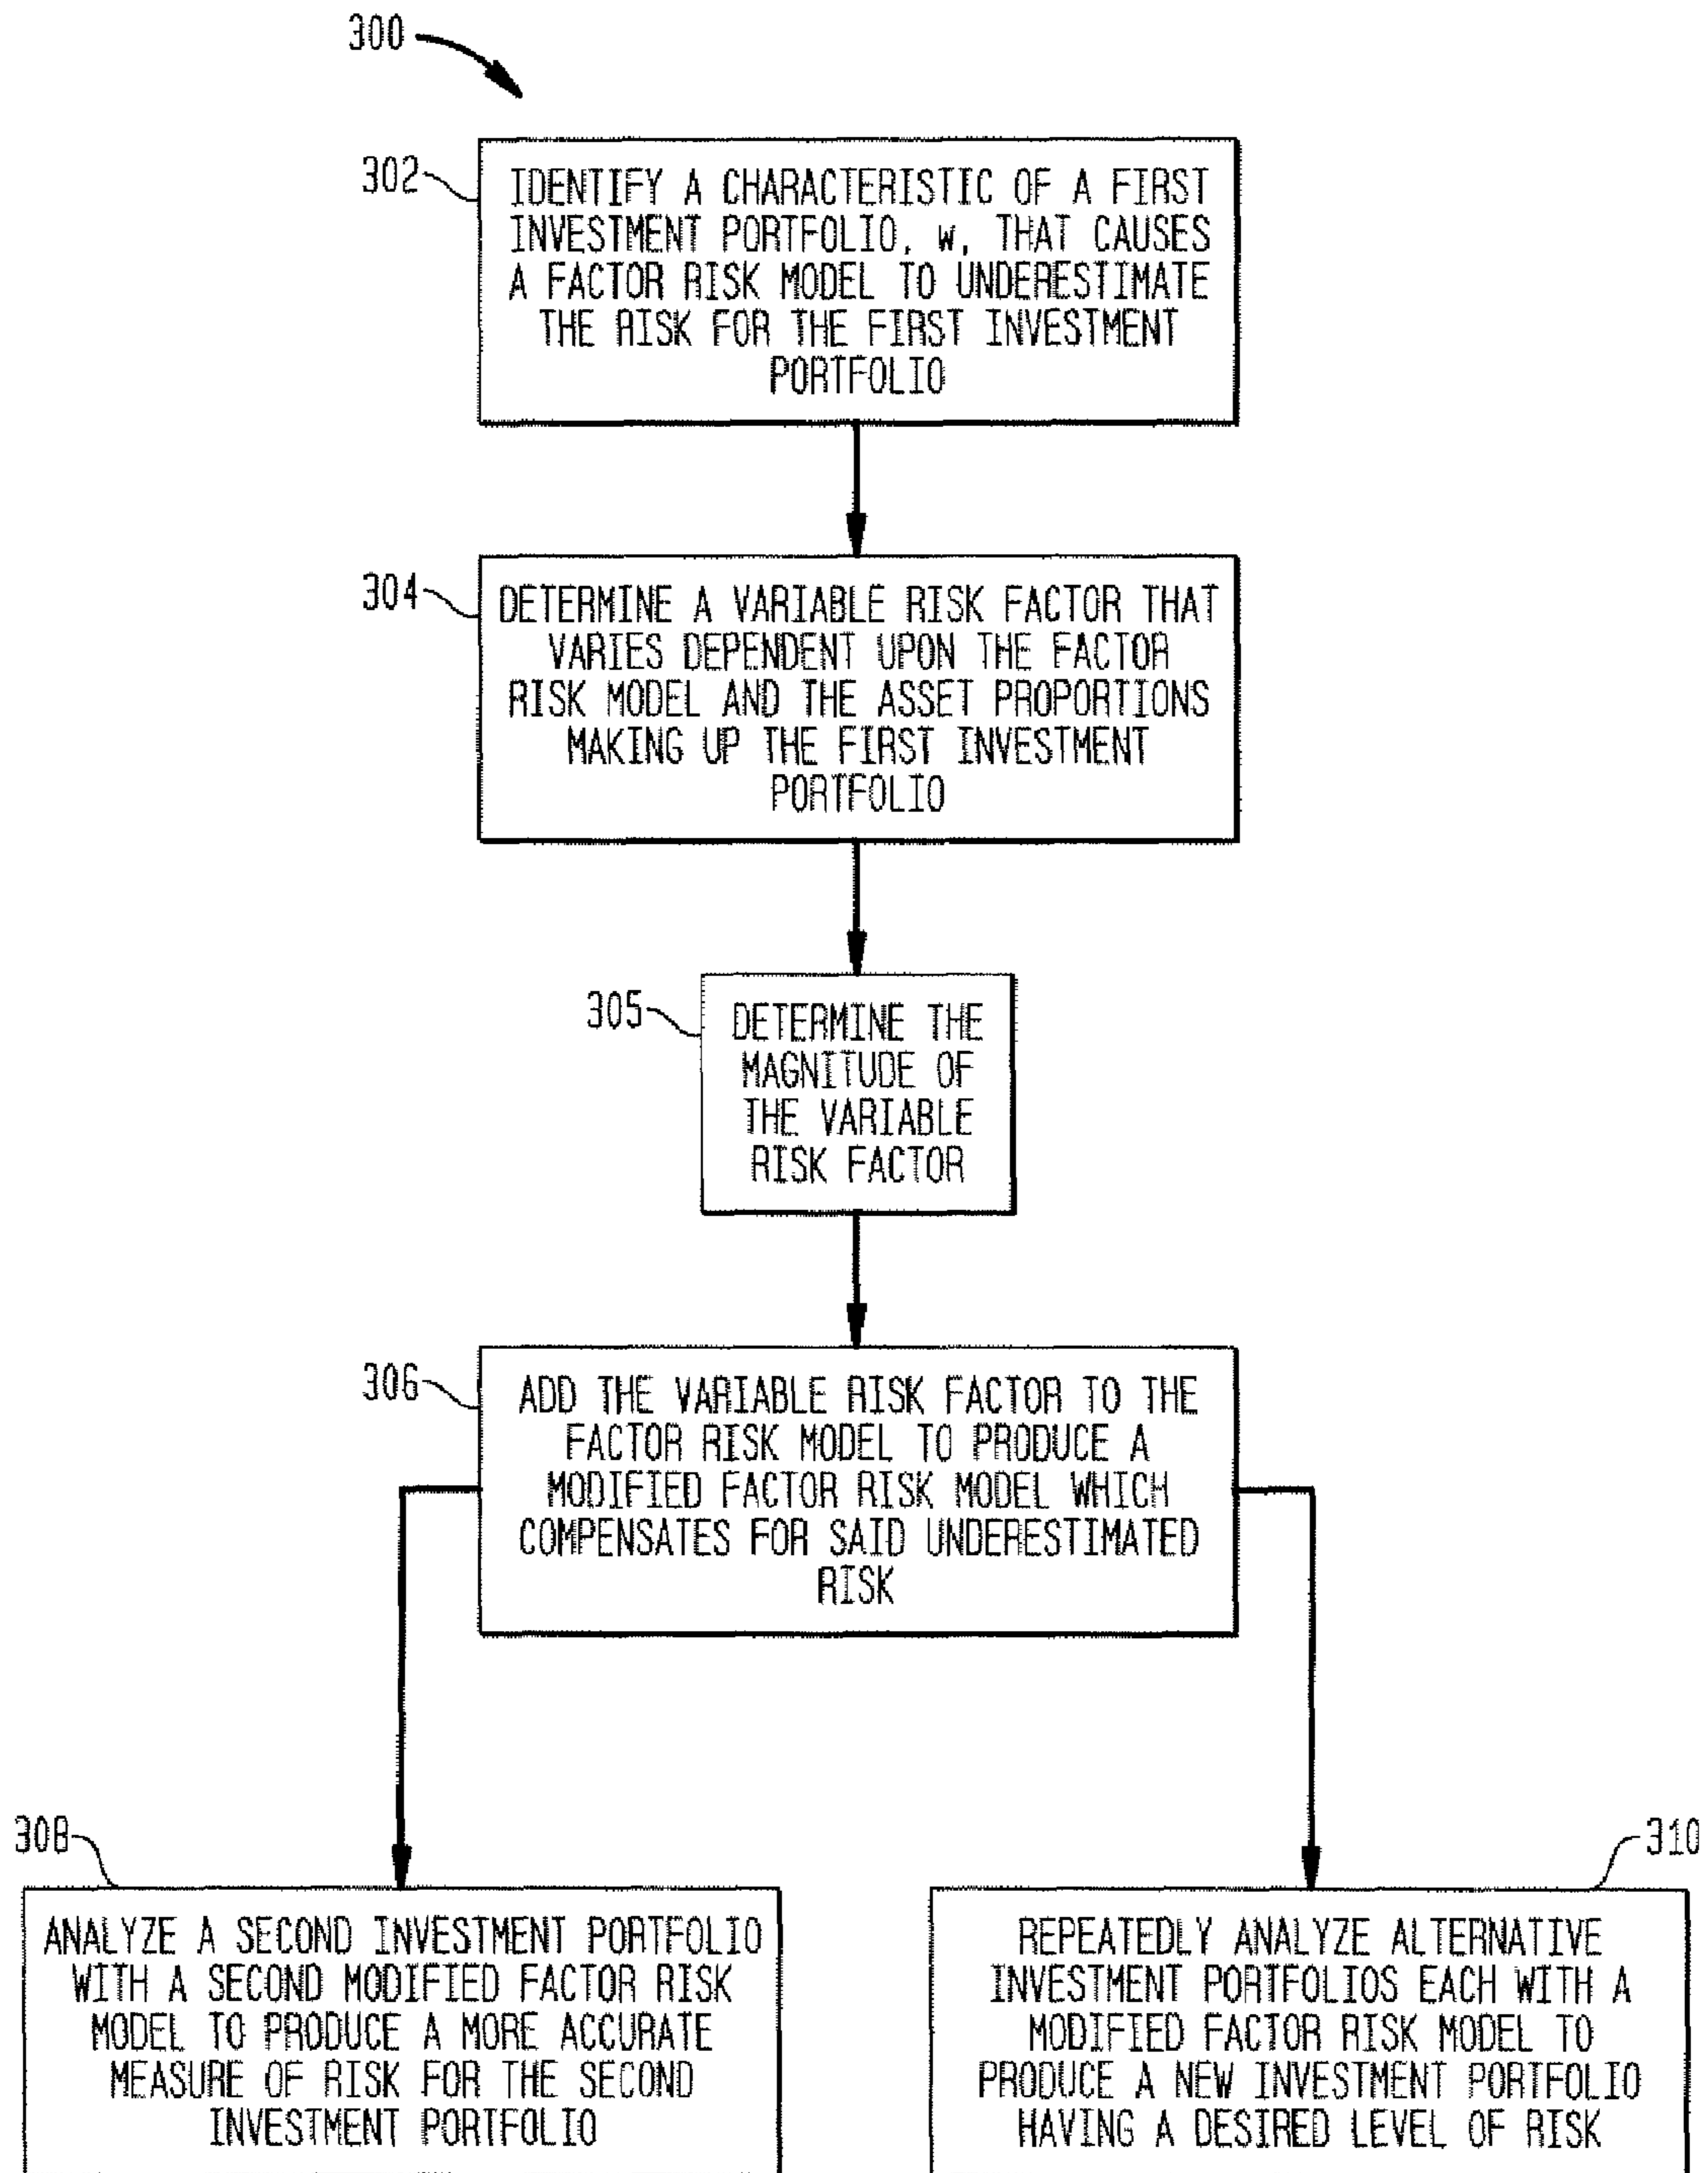 300
302
IDENTIFY A CHARACTERISTIC OF A FIRST
INVESTMENT PORTFOLIO, w, THAT CAUSES
A FACTOR RISK MODEL TO UNDERESTIMATE
THE RISK FOR THE FIRST INVESTMENT
PORTFOLIO
304
DETERMINE A VARIABLE RISK FACTOR THAT
VARIES DEPENDENT UPON THE FACTOR
RISK MODEL AND THE ASSET PROPORTIONS
MAKING UP THE FIRST INVESTMENT
PORTFOLIO
305
DETERMINE THE
MAGNITUDE OF
THE VARIABLE
RISK FACTOR
306
ADD THE VARIABLE RISK FACTOR TO THE
FACTOR RISK MODEL TO PRODUCE A
MODIFIED FACTOR RISK MODEL WHICH
COMPENSATES FOR SAID UNDERESTIMATED
RISK
308
ANALYZE A SECOND INVESTMENT PORTFOLIO
WITH A SECOND MODIFIED FACTOR RISK
MODEL TO PRODUCE A MORE ACCURATE
MEASURE OF RISK FOR THE SECOND
INVESTMENT PORTFOLIO
310
REPEATEDLY ANALYZE ALTERNATIVE
INVESTMENT PORTFOLIOS EACH WITH A
MODIFIED FACTOR RISK MODEL TO
PRODUCE A NEW INVESTMENT PORTFOLIO
HAVING A DESIRED LEVEL OF RISK